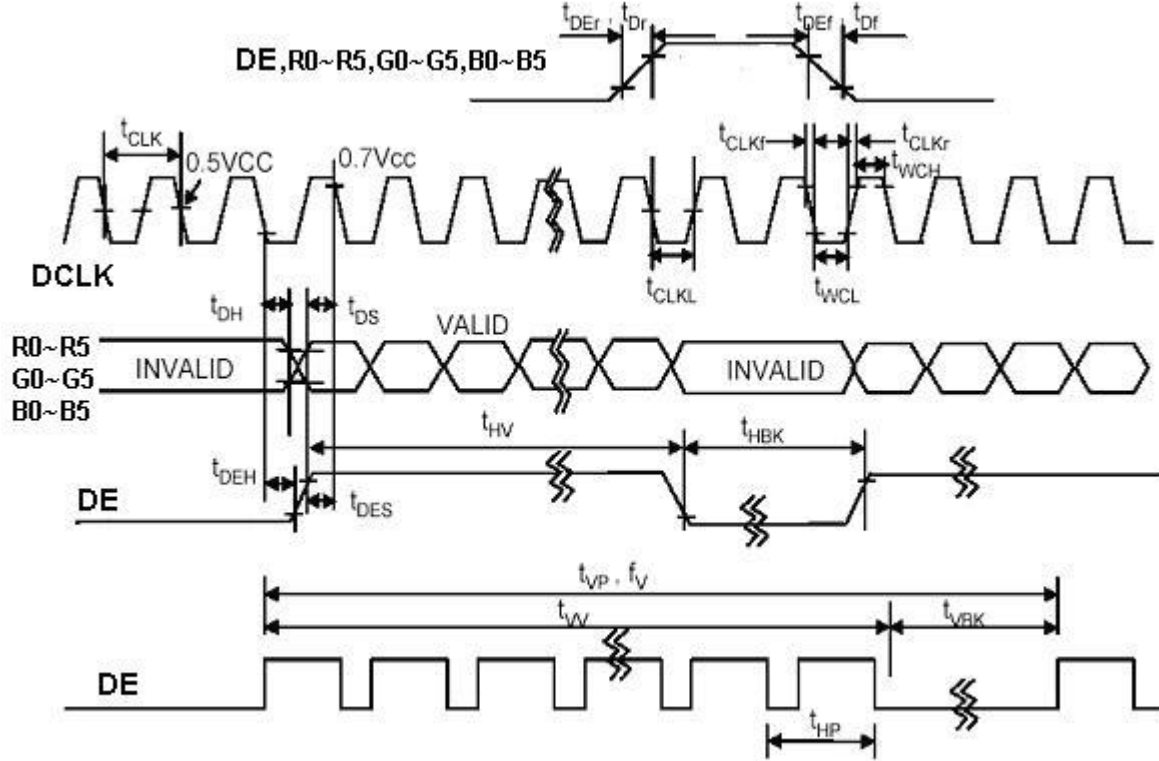 tDEr , tDr
tDEf , tDf
DE,R0~R5,G0~G5,B0~B5
tCLK
0.5VCC
0.7Vcc
tCLKf
tCLKr
tWCH
DCLK
tCLKL
tWCL
tDH
tDS
VALID
R0~R5
G0~G5
B0~B5
INVALID
INVALID
tHV
tHBK
tDEH
tDES
DE
tVP , fV
tVV
tVBK
DE
tHP